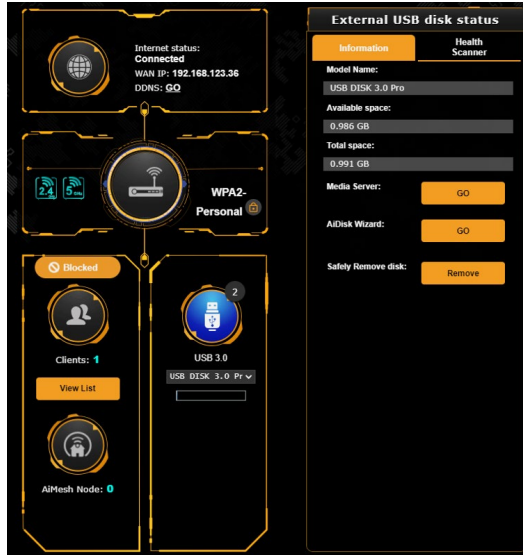 Internet status:
Connected
WAN IP: 192.168.123.36
DDNS: GO
2.4
GHz
5
GHz
WPA2-
Personal
Blocked
Clients: 1
View List
AiMesh Node: 0
2
USB 3.0
USB DISK 3.0 Pr
External USB disk status
Information
Health
Scanner
Model Name:
USB DISK 3.0 Pro
Available space:
0.986 GB
Total space:
0.991 GB
Media Server:
GO
AiDisk Wizard:
GO
Safely Remove disk:
Remove